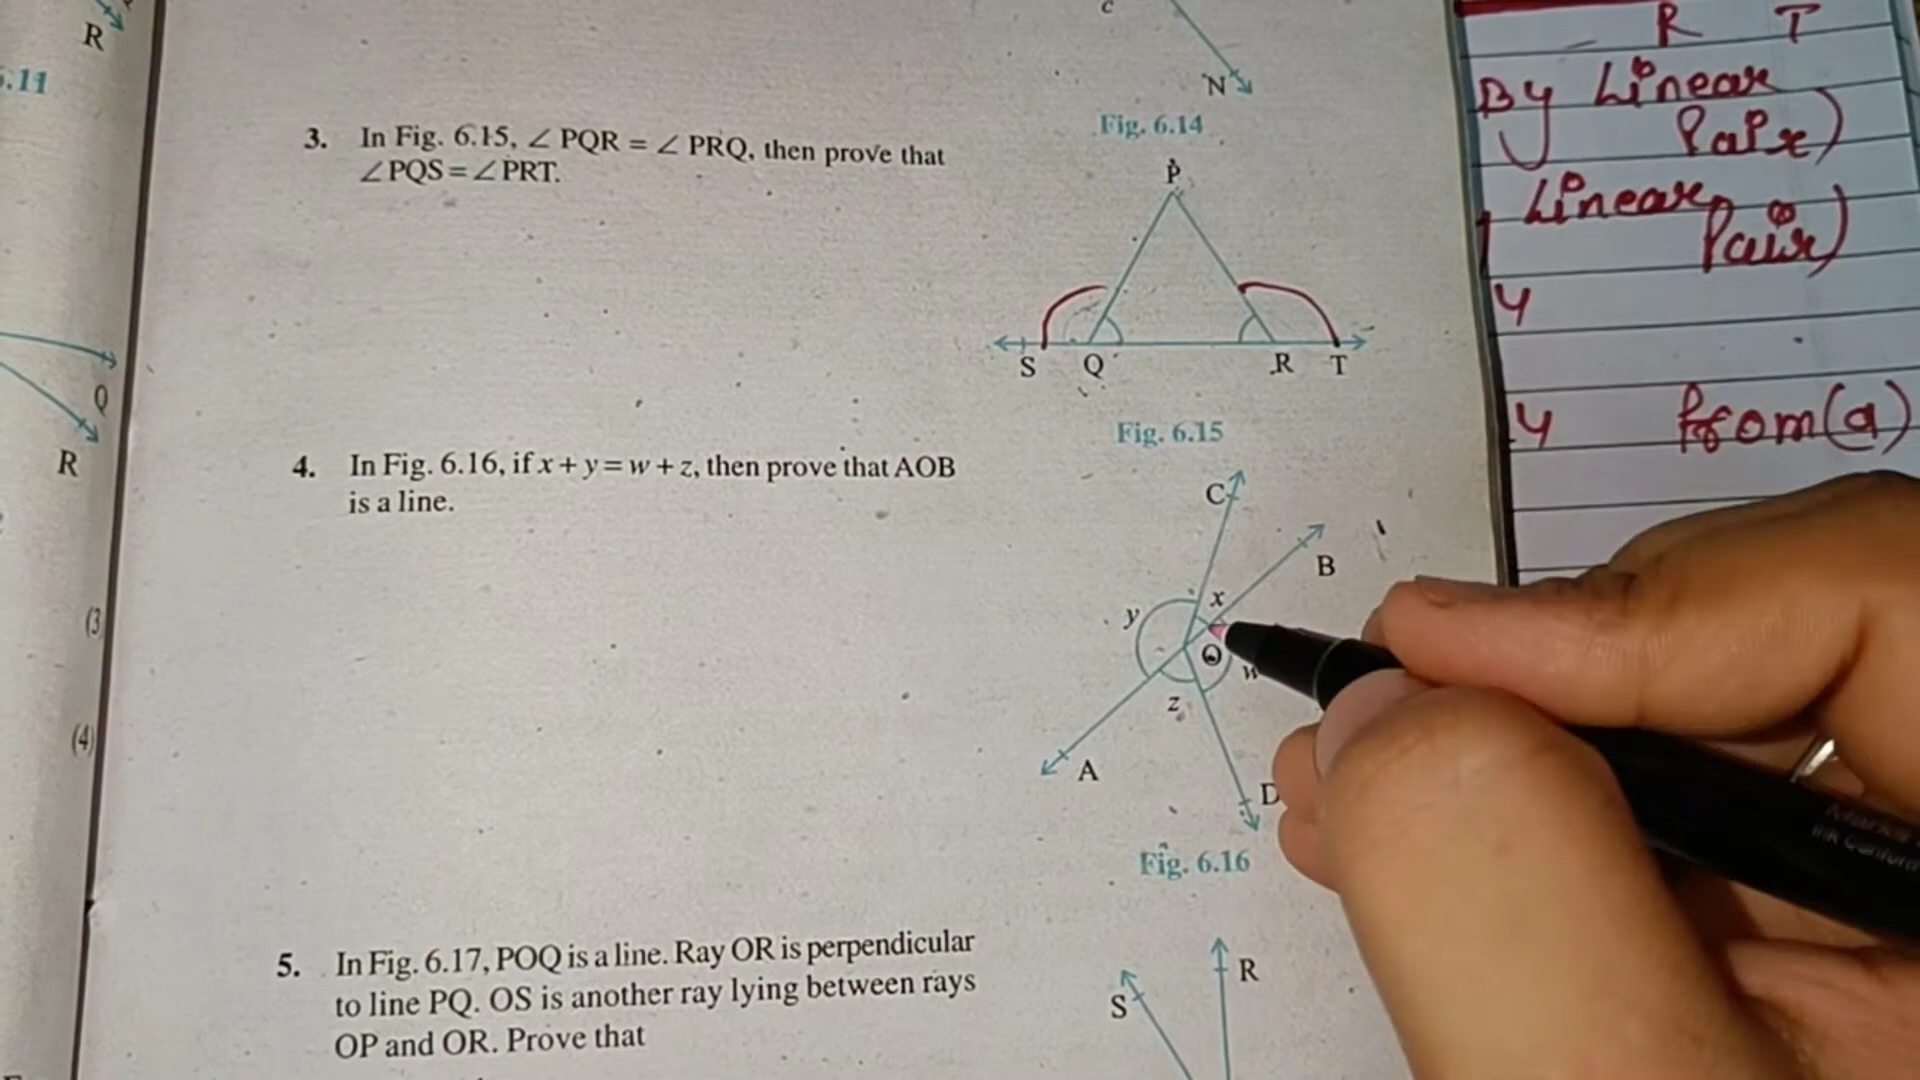 R
6.11
Q
R
(3
(4)
C
N
Fig. 6.14
3. In Fig. 6.15, ∠ PQR = ∠ PRQ, then prove that
∠ PQS = ∠ PRT.
P
S Q R T
Fig. 6.15
4. In Fig. 6.16, if x + y = w + z, then prove that AOB
is a line.
C
B
x
y
O
w
z
A
D
Fig. 6.16
5. In Fig. 6.17, POQ is a line. Ray OR is perpendicular
to line PQ. OS is another ray lying between rays
OP and OR. Prove that
R
S
R T
By Linear
Pair)
Linear
Pair)
4
4 from (a)